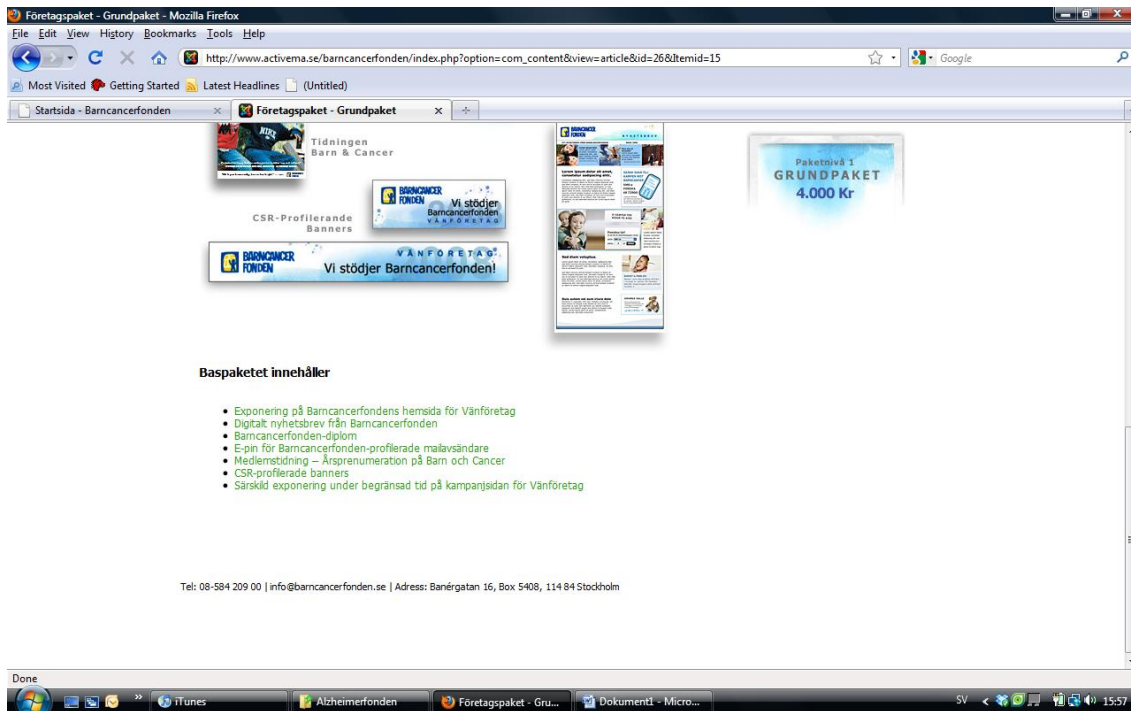 Företagspaket - Grundpaket - Mozilla Firefox
File Edit View History Bookmarks Tools Help
http://www.activema.se/barncancerfonden/index.php?option=com_content&view=article&id=26&Itemid=15
Google
Most Visited Getting Started Latest Headlines (Untitled)
Startsida - Barncancerfonden
Företagspaket - Grundpaket
Tidningen
Barn & Cancer
CSR-Profilerande
Banners
BARNCANCER
FONDEN
Vi stödjer
Barncancerfonden
VÄNFÖRETAG
BARNCANCER
FONDEN
VÄNFÖRETAG
Vi stödjer Barncancerfonden!
BARNCANCER
FONDEN
NYHETSBREV
Paketnivå 1
GRUNDPAKET
4.000 Kr
Baspaketet innehåller
Exponering på Barncancerfondens hemsida för Vänföretag
Digitalt nyhetsbrev från Barncancerfonden
Barncancerfonden-diplom
E-pin för Barncancerfonden-profilerade mailavsändare
Medlemstidning – Årsprenumeration på Barn och Cancer
CSR-profilerade banners
Särskild exponering under begränsad tid på kampanjsidan för Vänföretag
Tel: 08-584 209 00 | info@barncancerfonden.se | Adress: Banérgatan 16, Box 5408, 114 84 Stockholm
Done
iTunes
Alzheimerfonden
Företagspaket - Gru...
Dokument1 - Micro...
SV
15:57